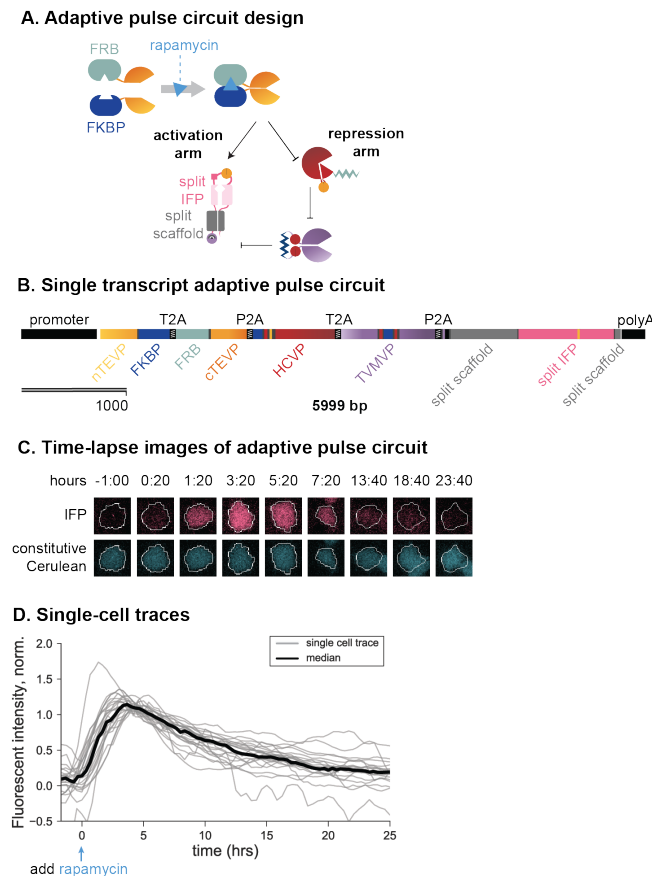 A. Adaptive pulse circuit design
FRB
rapamycin
FKBP
activation
arm
repression
arm
split
IFP
split
scaffold
B. Single transcript adaptive pulse circuit
promoter
T2A
P2A
T2A
P2A
polyA
nTEVP
FKBP
FRB
cTEVP
HCVP
TVMVP
split scaffold
split IFP
split scaffold
1000
5999 bp
C. Time-lapse images of adaptive pulse circuit
hours -1:00 0:20 1:20 3:20 5:20 7:20 13:40 18:40 23:40
IFP
constitutive
Cerulean
D. Single-cell traces
single cell trace
median
Fluorescent intensity, norm.
2.0
1.5
1.0
0.5
0.0
−0.5
0 5 10 15 20 25
time (hrs)
add rapamycin